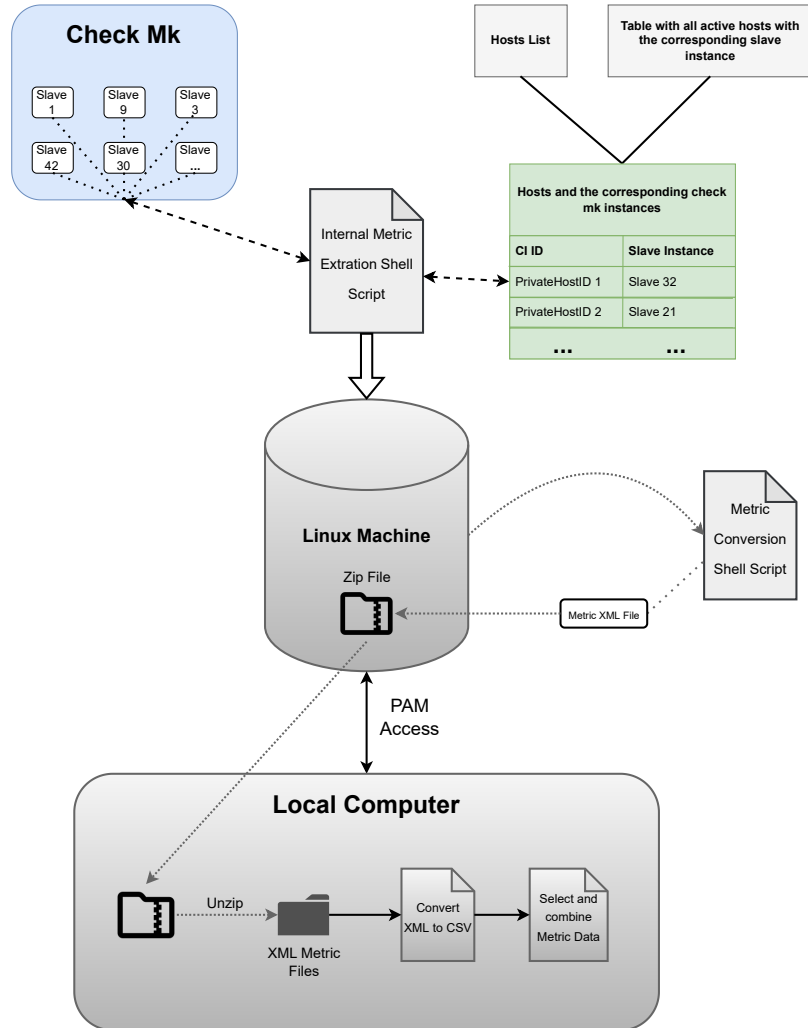 Check Mk
Slave
1
Slave
9
Slave
3
Slave
42
Slave
30
Slave
...
Hosts List
Table with all active hosts with
the corresponding slave
instance
Hosts and the corresponding check
mk instances
CI ID Slave Instance
PrivateHostID 1 Slave 32
PrivateHostID 2 Slave 21
... ...
Internal Metric
Extration Shell
Script
Linux Machine
Zip File
Metric
Conversion
Shell Script
Metric XML File
PAM
Access
Local Computer
Unzip
XML Metric
Files
Convert
XML to CSV
Select and
combine
Metric Data